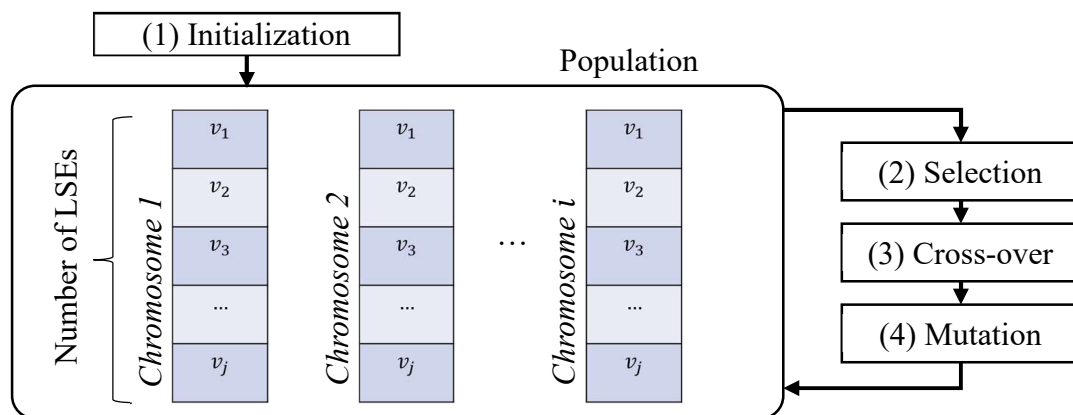 (1) Initialization
Population
Number of LSEs
Chromosome 1
v₁
v₂
v₃
...
vⱼ
Chromosome 2
v₁
v₂
v₃
...
vⱼ
...
Chromosome i
v₁
v₂
v₃
...
vⱼ
(2) Selection
(3) Cross-over
(4) Mutation